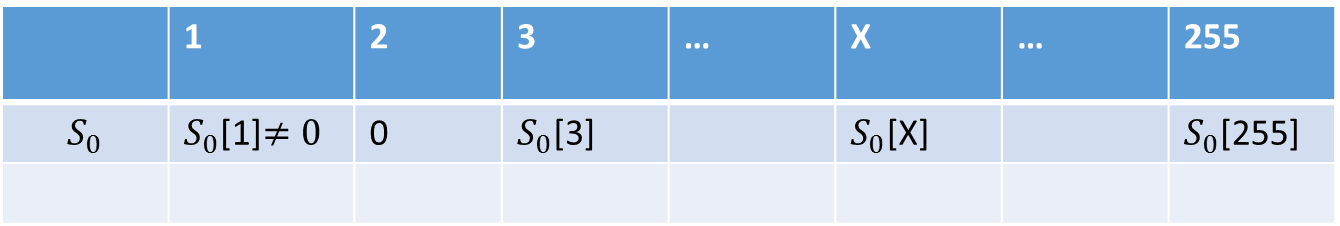 1 2 3 ... X ... 255
S₀ S₀[1]≠ 0 0 S₀[3] S₀[X] S₀[255]